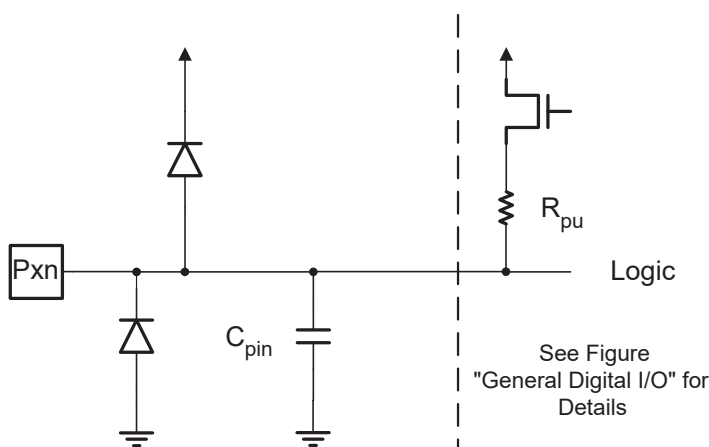 R_pu
Pxn
Logic
C_pin
See Figure
"General Digital I/O" for
Details